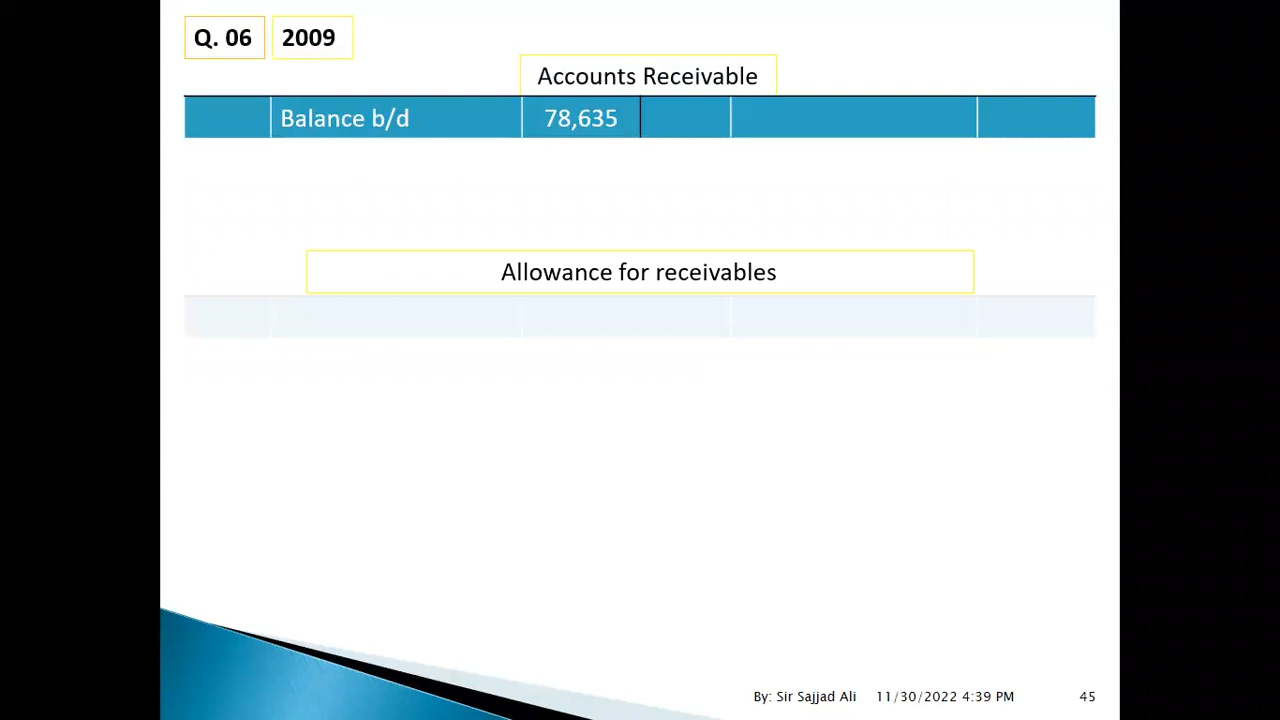 Q. 06 2009
Accounts Receivable
Balance b/d 78,635
Allowance for receivables
By: Sir Sajjad Ali 11/30/2022 4:39 PM 45